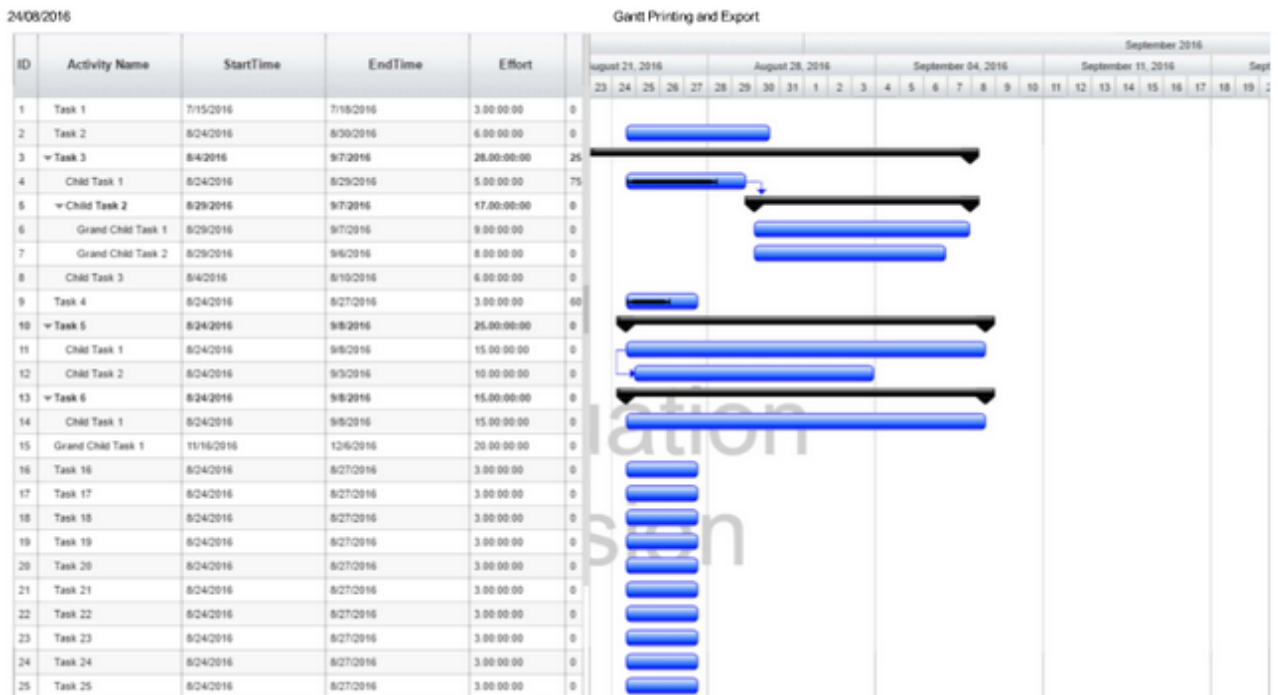 24/08/2016 Gantt Printing and Export
September 2016
ID Activity Name StartTime EndTime Effort August 21, 2016 August 28, 2016 September 04, 2016 September 11, 2016 Sept
23 24 25 26 27 28 29 30 31 1 2 3 4 5 6 7 8 9 10 11 12 13 14 15 16 17 18 19
1 Task 1 7/15/2016 7/18/2016 3.00:00:00 0
2 Task 2 8/24/2016 8/30/2016 6.00:00:00 0
3 Task 3 8/4/2016 9/7/2016 28.00:00:00 25
4 Child Task 1 8/24/2016 8/29/2016 5.00:00:00 75
5 Child Task 2 8/29/2016 9/7/2016 17.00:00:00 0
6 Grand Child Task 1 8/29/2016 9/7/2016 9.00:00:00 0
7 Grand Child Task 2 8/29/2016 9/6/2016 8.00:00:00 0
8 Child Task 3 8/4/2016 8/10/2016 6.00:00:00 0
9 Task 4 8/24/2016 8/27/2016 3.00:00:00 60
10 Task 5 8/24/2016 9/8/2016 25.00:00:00 0
11 Child Task 1 8/24/2016 9/8/2016 15.00:00:00 0
12 Child Task 2 8/24/2016 9/3/2016 10.00:00:00 0
13 Task 6 8/24/2016 9/8/2016 15.00:00:00 0
14 Child Task 1 8/24/2016 9/8/2016 15.00:00:00 0
uation
15 Grand Child Task 1 11/16/2016 12/6/2016 20.00:00:00 0
16 Task 16 8/24/2016 8/27/2016 3.00:00:00 0
17 Task 17 8/24/2016 8/27/2016 3.00:00:00 0
18 Task 18 8/24/2016 8/27/2016 3.00:00:00 0
sion
19 Task 19 8/24/2016 8/27/2016 3.00:00:00 0
20 Task 20 8/24/2016 8/27/2016 3.00:00:00 0
21 Task 21 8/24/2016 8/27/2016 3.00:00:00 0
22 Task 22 8/24/2016 8/27/2016 3.00:00:00 0
23 Task 23 8/24/2016 8/27/2016 3.00:00:00 0
24 Task 24 8/24/2016 8/27/2016 3.00:00:00 0
25 Task 25 8/24/2016 8/27/2016 3.00:00:00 0